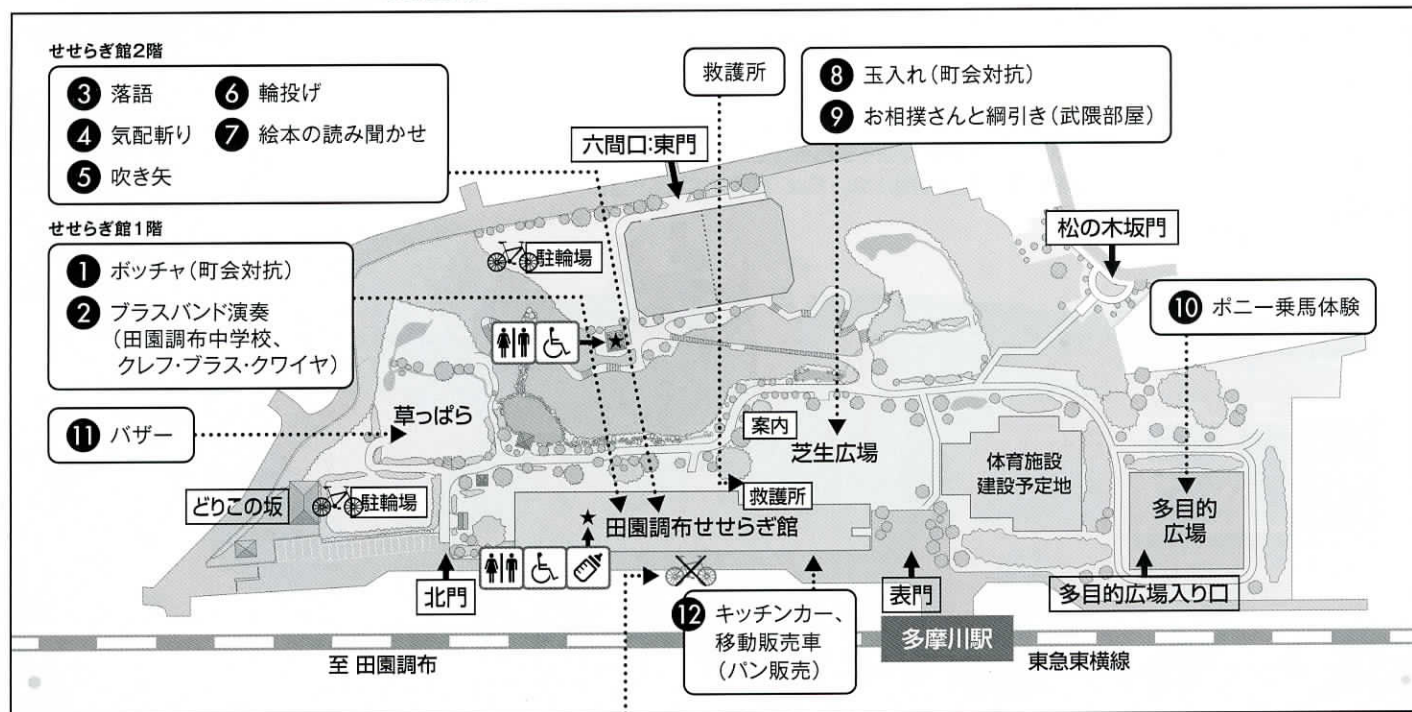 せせらぎ館2階
3 落語
4 気配斬り
5 吹き矢
6 輪投げ
7 絵本の読み聞かせ
せせらぎ館1階
1 ボッチャ(町会対抗)
2 ブラスバンド演奏
(田園調布中学校、
クレフ・ブラス・クワイヤ)
11 バザー
救護所
8 玉入れ(町会対抗)
9 お相撲さんと綱引き(武隈部屋)
六間口:東門
松の木坂門
10 ポニー乗馬体験
駐輪場
草っぱら
案内
芝生広場
体育施設
建設予定地
多目的
広場
救護所
どりこの坂
駐輪場
田園調布せせらぎ館
北門
表門
多目的広場入り口
12 キッチンカー、
移動販売車
(パン販売)
多摩川駅
至 田園調布
東急東横線